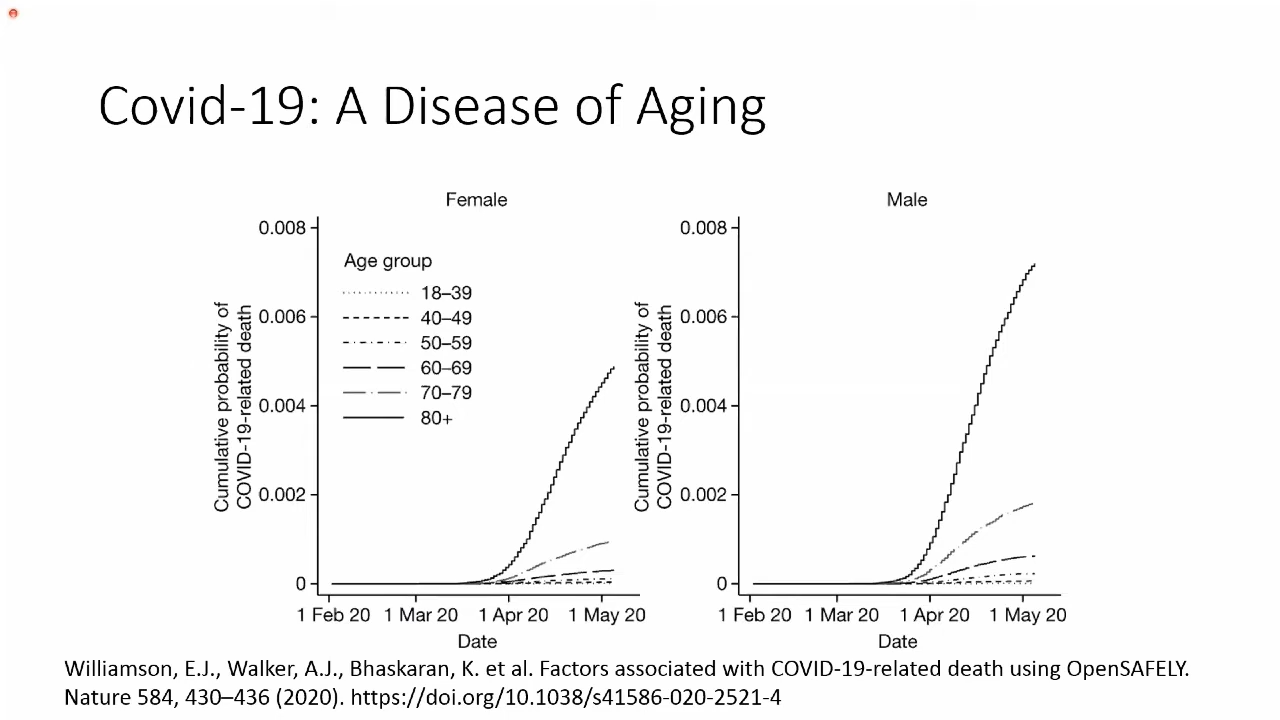 Covid-19: A Disease of Aging
Female
0.008
0.006
0.004
0.002
0
Cumulative probability of
COVID-19-related death
Age group
18–39
40–49
50–59
60–69
70–79
80+
1 Feb 20 1 Mar 20 1 Apr 20 1 May 20
Date
Male
0.008
0.006
0.004
0.002
0
Cumulative probability of
COVID-19-related death
1 Feb 20 1 Mar 20 1 Apr 20 1 May 20
Date
Williamson, E.J., Walker, A.J., Bhaskaran, K. et al. Factors associated with COVID-19-related death using OpenSAFELY.
Nature 584, 430–436 (2020). https://doi.org/10.1038/s41586-020-2521-4